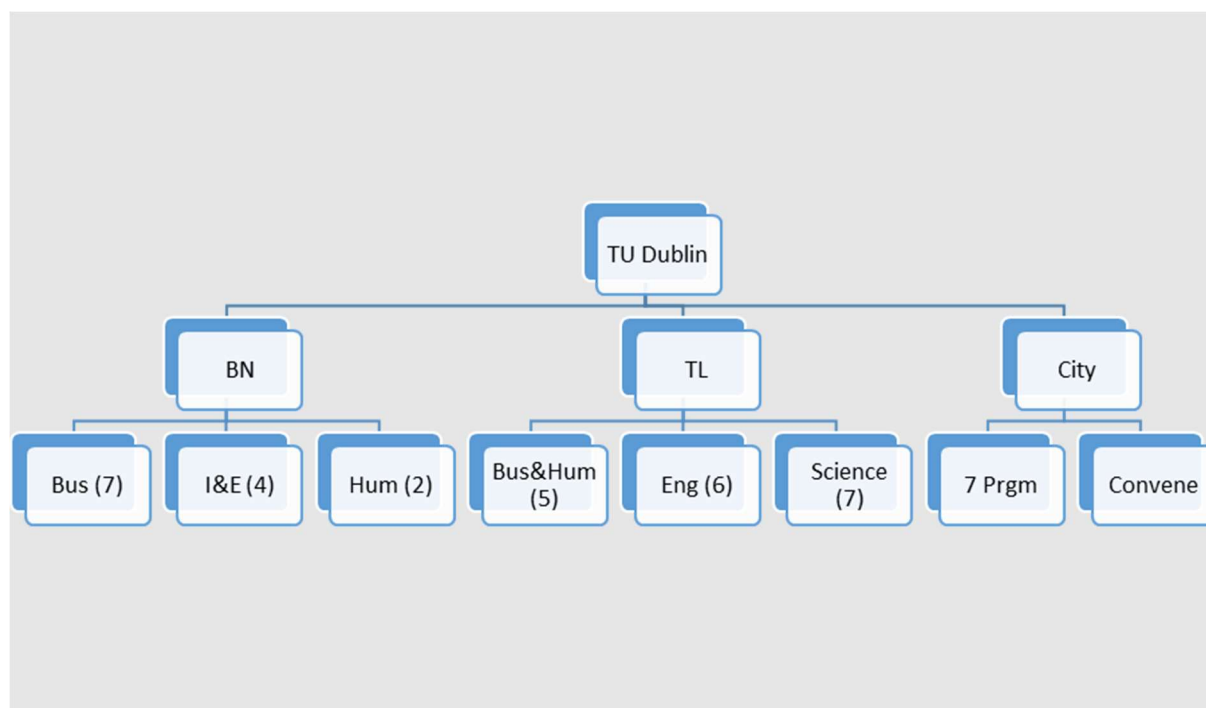 TU Dublin
BN
TL
City
Bus (7)
I&E (4)
Hum (2)
Bus&Hum
(5)
Eng (6)
Science
(7)
7 Prgm
Convene